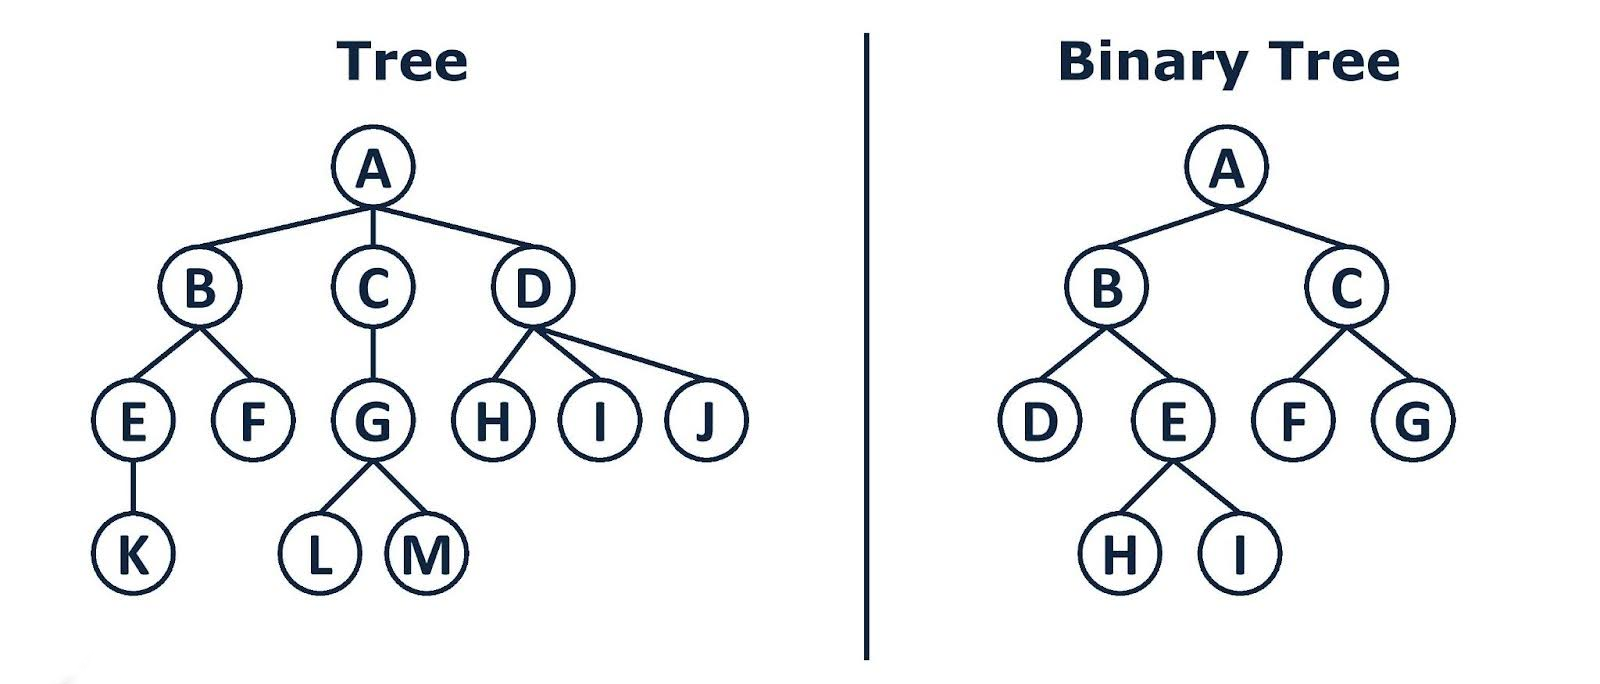 Tree
A
B C D
E F G H I J
K L M
Binary Tree
A
B C
D E F G
H I